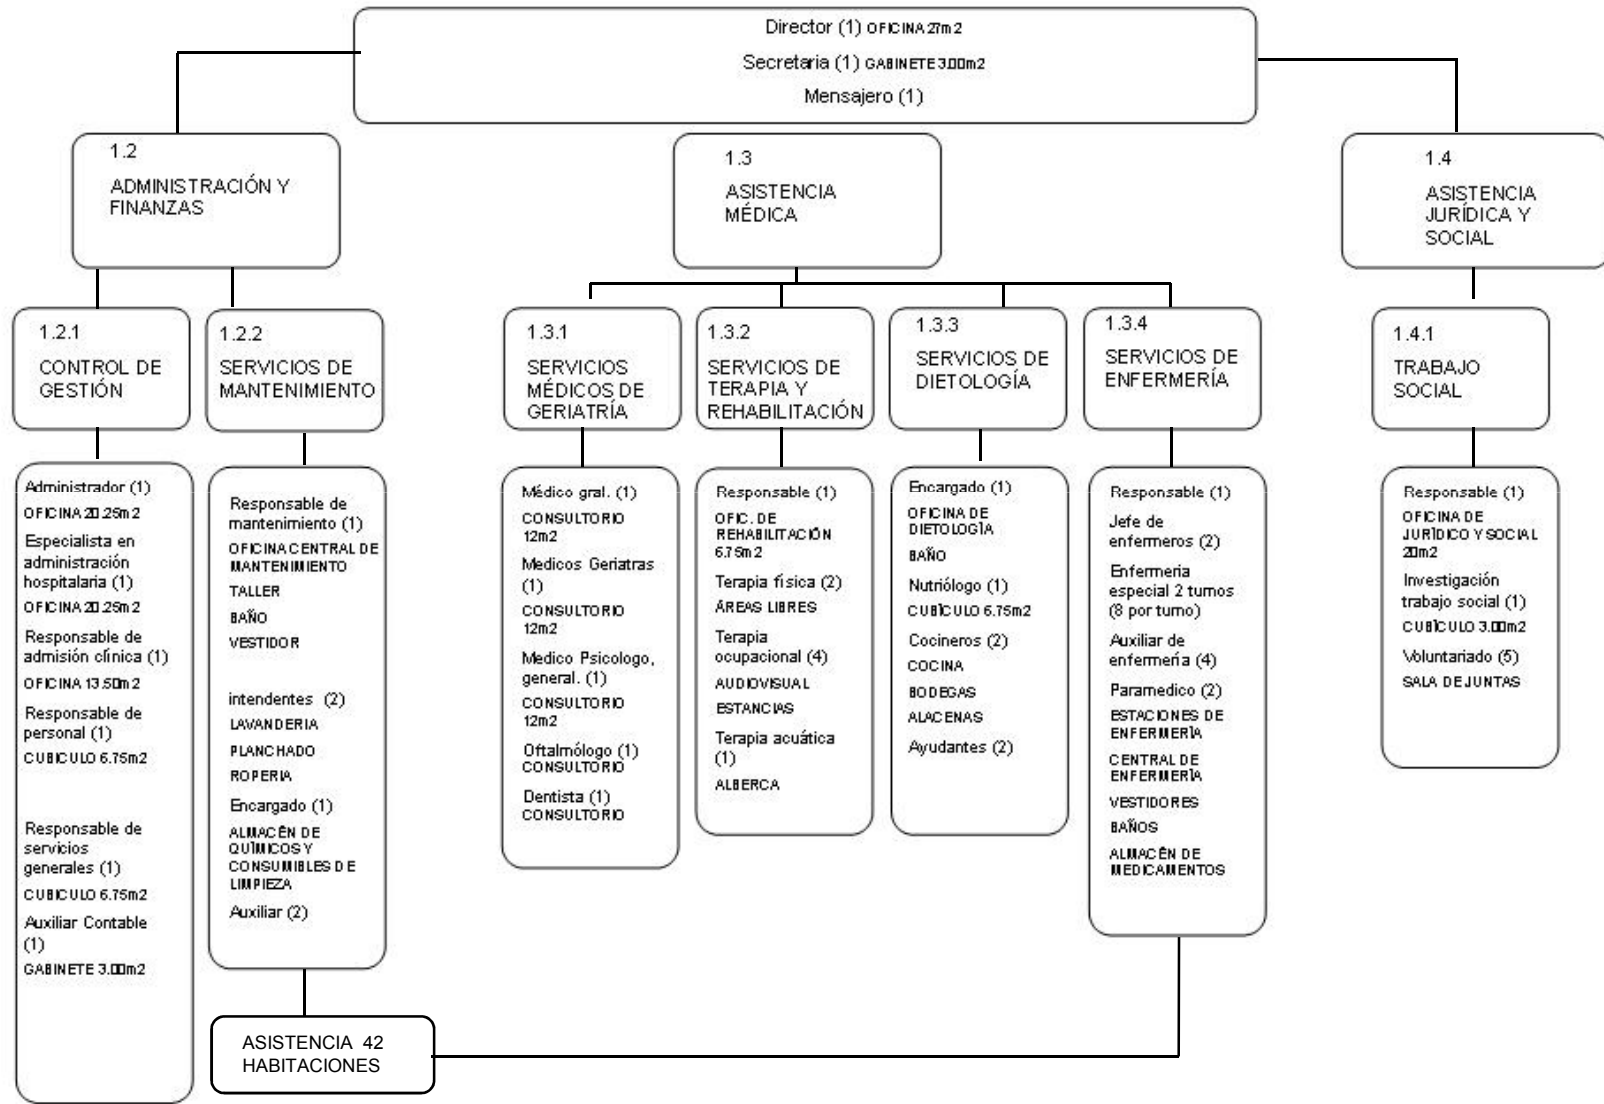 Director (1) OFICINA 27m2
Secretaria (1) GABINETE 3.00m2
Mensajero (1)
1.2
ADMINISTRACIÓN Y
FINANZAS
1.3
ASISTENCIA
MÉDICA
1.4
ASISTENCIA
JURÍDICA Y
SOCIAL
1.2.1
CONTROL DE
GESTIÓN
1.2.2
SERVICIOS DE
MANTENIMIENTO
1.3.1
SERVICIOS
MÉDICOS DE
GERIATRÍA
1.3.2
SERVICIOS DE
TERAPIA Y
REHABILITACIÓN
1.3.3
SERVICIOS DE
DIETOLOGÍA
1.3.4
SERVICIOS DE
ENFERMERÍA
1.4.1
TRABAJO
SOCIAL
Administrador (1)
OFICINA 20.25m2
Especialista en
administración
hospitalaria (1)
OFICINA 20.25m2
Responsable de
admisión clínica (1)
OFICINA 13.50m2
Responsable de
personal (1)
CUBICULO 6.75m2
Responsable de
servicios
generales (1)
CUBICULO 6.75m2
Auxiliar Contable
(1)
GABINETE 3.00m2
Responsable de
mantenimiento (1)
OFICINA CENTRAL DE
MANTENIMIENTO
TALLER
BAÑO
VESTIDOR
intendentes (2)
LAVANDERIA
PLANCHADO
ROPERIA
Encargado (1)
ALMACÉN DE
QUÍMICOS Y
CONSUMIBLES DE
LIMPIEZA
Auxiliar (2)
Médico gral. (1)
CONSULTORIO
12m2
Medicos Geriatras
(1)
CONSULTORIO
12m2
Medico Psicologo,
general. (1)
CONSULTORIO
12m2
Oftalmólogo (1)
CONSULTORIO
Dentista (1)
CONSULTORIO
Responsable (1)
OFIC. DE
REHABILITACIÓN
6.75m2
Terapia física (2)
ÁREAS LIBRES
Terapia
ocupacional (4)
AUDIOVISUAL
ESTANCIAS
Terapia acuática
(1)
ALBERCA
Encargado (1)
OFICINA DE
DIETOLOGÍA
BAÑO
Nutriólogo (1)
CUBÍCULO 6.75m2
Cocineros (2)
COCINA
BODEGAS
ALACENAS
Ayudantes (2)
Responsable (1)
Jefe de
enfermeros (2)
Enfermeria
especial 2 turnos
(8 por turno)
Auxiliar de
enfermería (4)
Paramedico (2)
ESTACIONES DE
ENFERMERÍA
CENTRAL DE
ENFERMERÍA
VESTIDORES
BAÑOS
ALMACÉN DE
MEDICAMENTOS
Responsable (1)
OFICINA DE
JURÍDICO Y SOCIAL
20m2
Investigación
trabajo social (1)
CUBÍCULO 3.00m2
Voluntariado (5)
SALA DE JUNTAS
ASISTENCIA 42
HABITACIONES